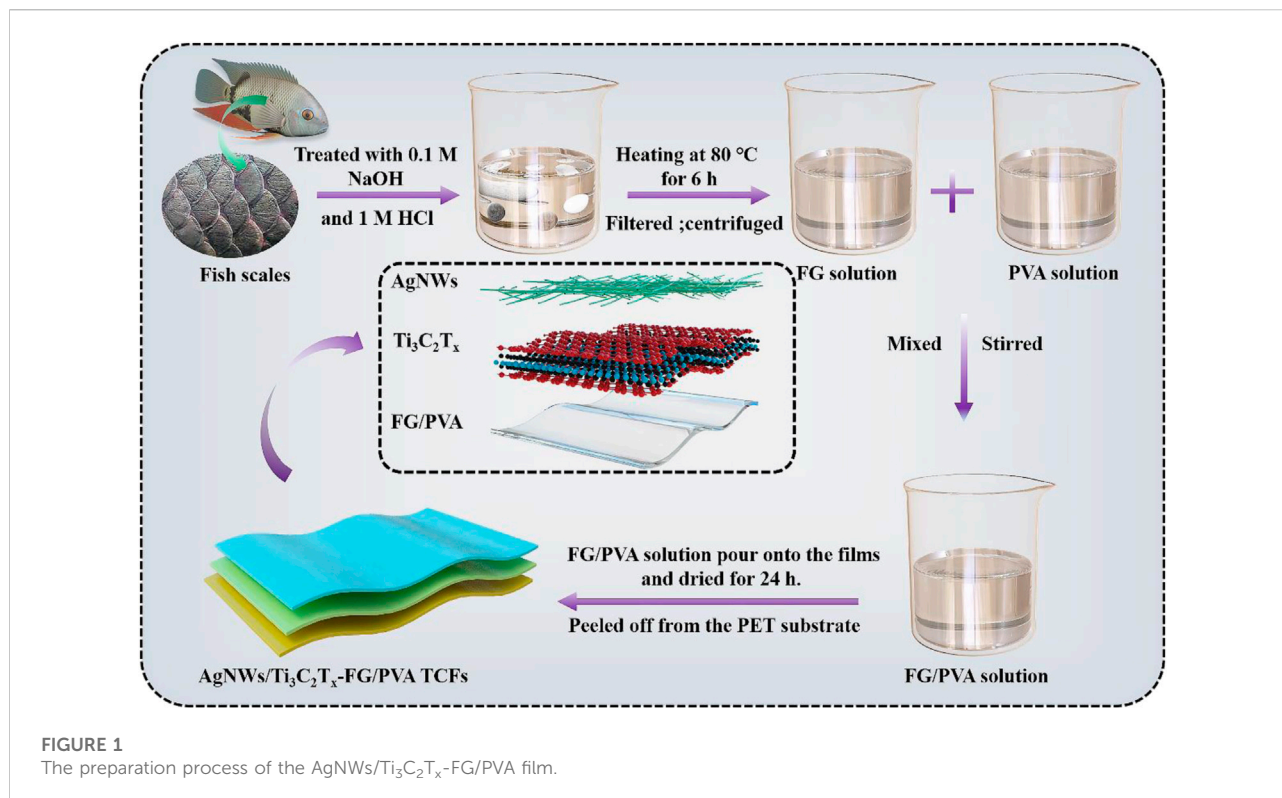 Treated with 0.1 M
NaOH
and 1 M HCl
Heating at 80 °C
for 6 h
Filtered ;centrifuged
Fish scales
FG solution
PVA solution
AgNWs
Ti₃C₂Tₓ
FG/PVA
Mixed
Stirred
FG/PVA solution pour onto the films
and dried for 24 h.
Peeled off from the PET substrate
AgNWs/Ti₃C₂Tₓ-FG/PVA TCFs
FG/PVA solution
FIGURE 1
The preparation process of the AgNWs/Ti₃C₂Tₓ-FG/PVA film.